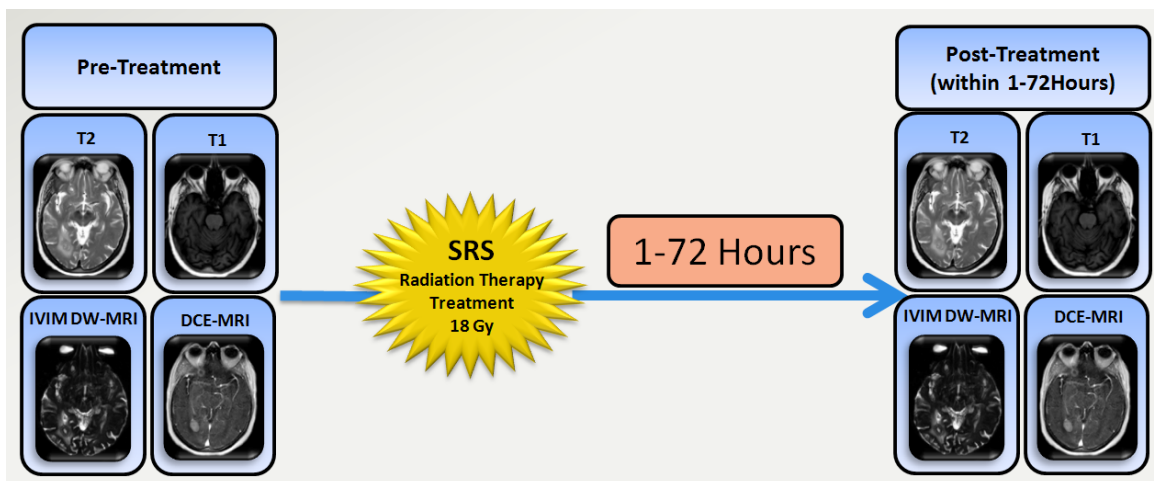 Pre-Treatment
T2
T1
IVIM DW-MRI
DCE-MRI
SRS
Radiation Therapy
Treatment
18 Gy
1-72 Hours
Post-Treatment
(within 1-72Hours)
T2
T1
IVIM DW-MRI
DCE-MRI